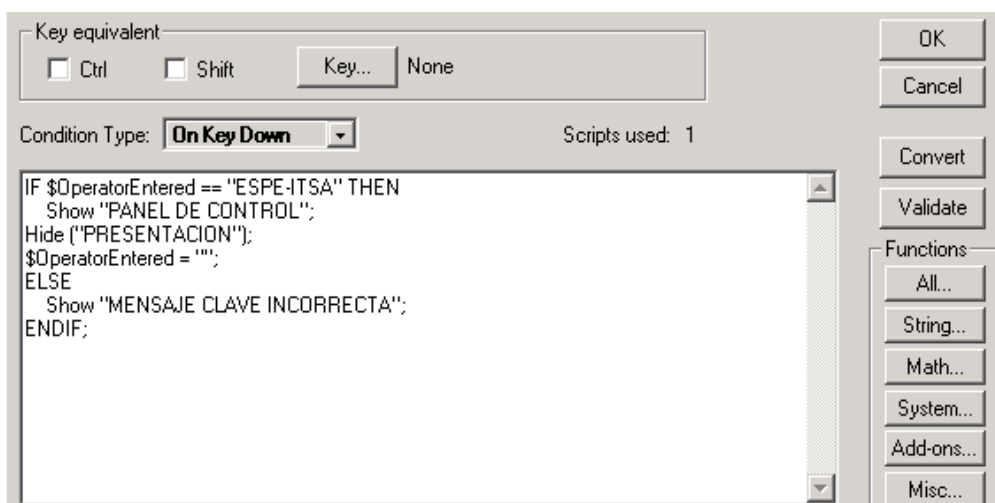 Key equivalent
Ctrl Shift Key... None
OK
Cancel
Condition Type: On Key Down Scripts used: 1
Convert
Validate
IF $OperatorEntered == "ESPE-ITSA" THEN
Show "PANEL DE CONTROL";
Hide ("PRESENTACION");
$OperatorEntered = "";
ELSE
Show "MENSAJE CLAVE INCORRECTA";
ENDIF;
Functions
All...
String...
Math...
System...
Add-ons...
Misc...